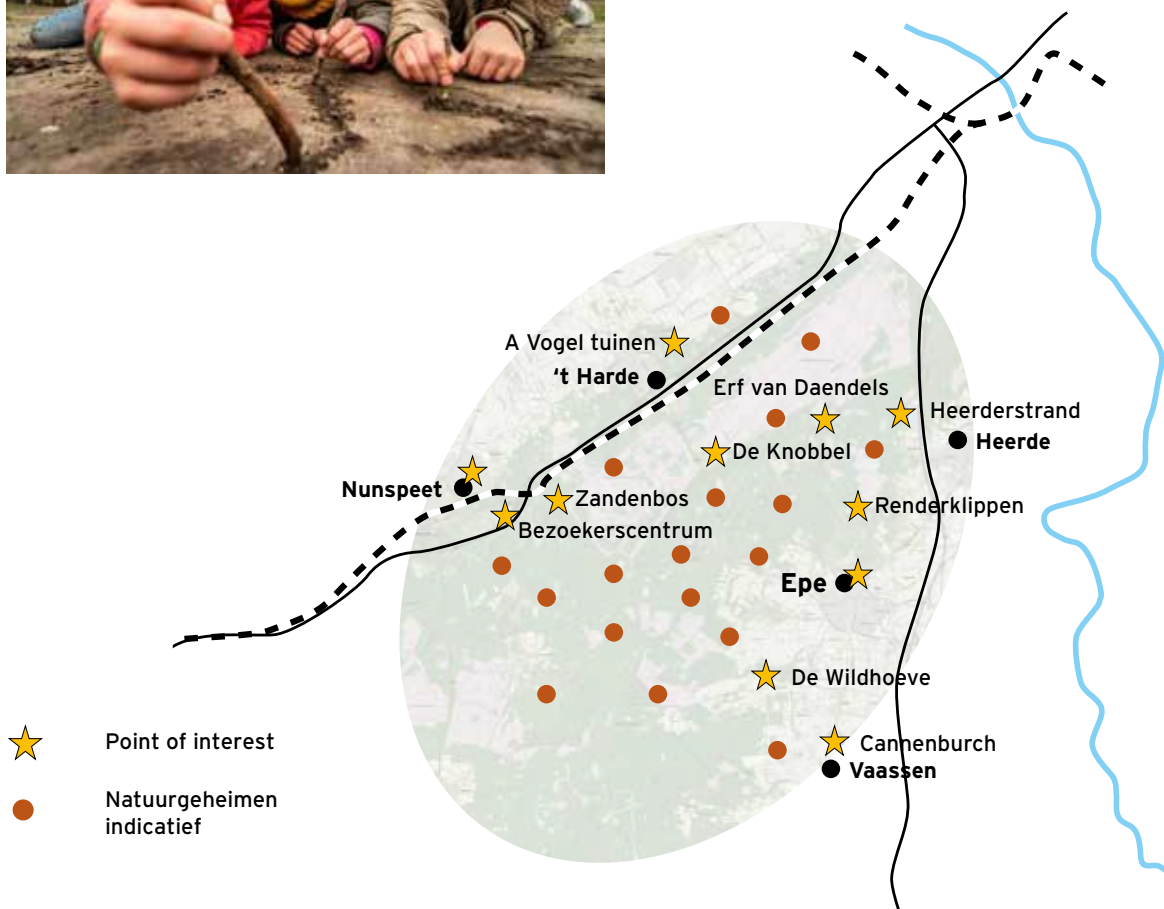 A Vogel tuinen
‘t Harde
Erf van Daendels
Heerderstrand
Heerde
De Knobbel
Nunspeet
Zandenbos
Renderklippen
Bezoekerscentrum
Epe
De Wildhoeve
Point of interest
Cannenburch
Vaassen
Natuurgeheimen
indicatief